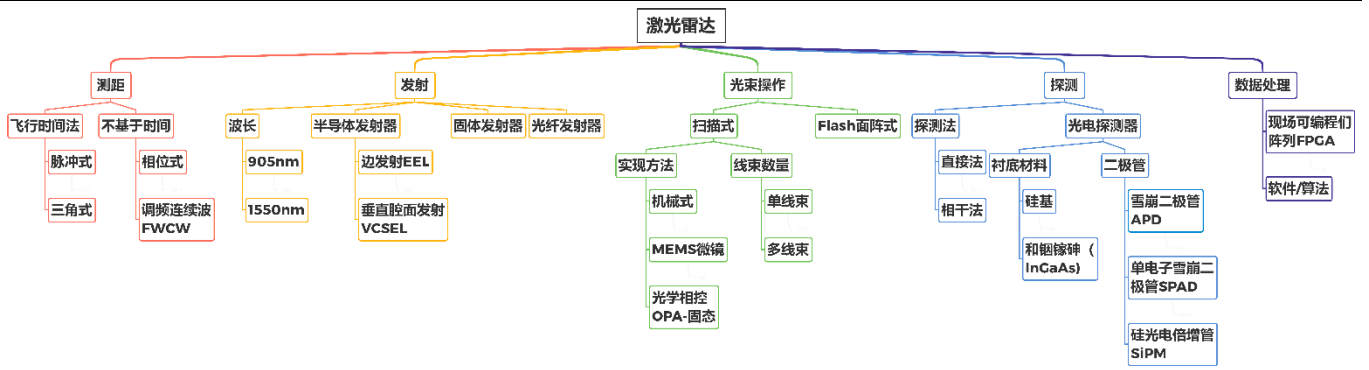 激光雷达
测距
发射
光束操作
探测
数据处理
飞行时间法
不基于时间
波长
半导体发射器
固体发射器
光纤发射器
扫描式
Flash面阵式
探测法
光电探测器
现场可编程们
阵列FPGA
脉冲式
相位式
905nm
边发射EEL
实现方法
线束数量
直接法
衬底材料
二极管
软件/算法
三角式
调频连续波
FWCW
1550nm
垂直腔面发射
VCSEL
机械式
单线束
相干法
硅基
雪崩二极管
APD
MEMS微镜
多线束
和铟镓砷（
InGaAs)
单电子雪崩二
极管SPAD
光学相控
OPA-固态
硅光电倍增管
SiPM